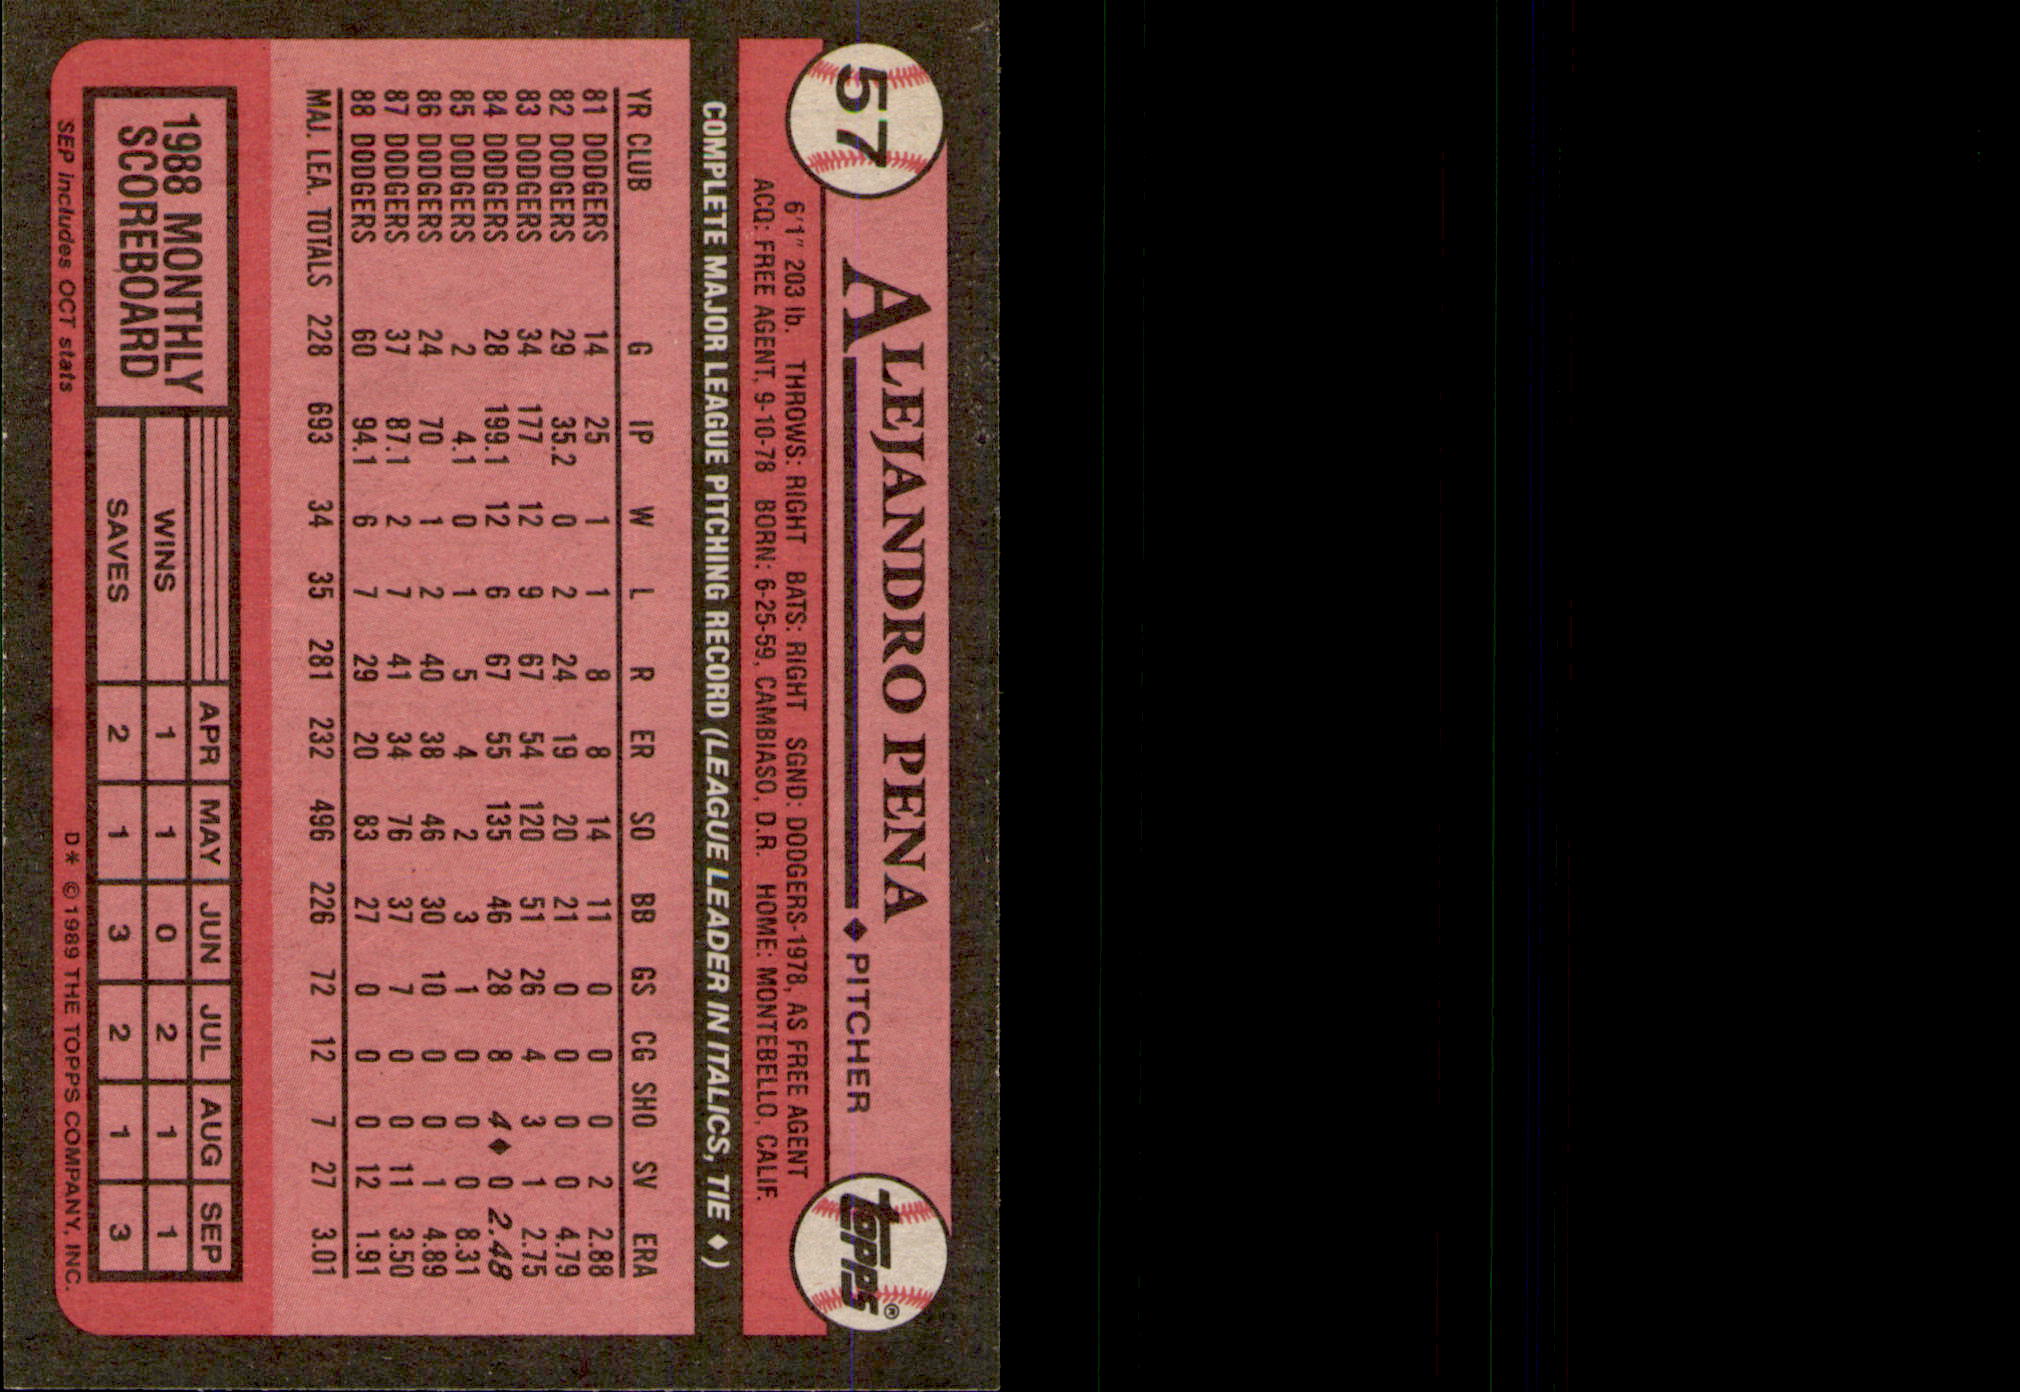 57
ALEJANDRO PENA ◆ PITCHER
topps®
6'1" 203 lb. THROWS: RIGHT BATS: RIGHT SGND: DODGERS-1978, AS FREE AGENT
ACQ: FREE AGENT, 9-10-78 BORN: 6-25-59, CAMBIASO, D.R. HOME: MONTEBELLO, CALIF.
COMPLETE MAJOR LEAGUE PITCHING RECORD (LEAGUE LEADER IN ITALICS, TIE ◆)
YR CLUB G IP W L R ER SO BB GS CG SHO SV ERA
81 DODGERS 14 25 1 1 8 8 14 11 0 0 0 2 2.88
82 DODGERS 29 35.2 0 2 24 19 20 21 0 0 0 0 4.79
83 DODGERS 34 177 12 9 67 54 120 51 26 4 3 1 2.75
84 DODGERS 28 199.1 12 6 67 55 135 46 28 8 4◆ 0 2.48
85 DODGERS 2 4.1 0 1 5 4 2 3 1 0 0 0 8.31
86 DODGERS 24 70 1 2 40 38 46 30 10 0 0 1 4.89
87 DODGERS 37 87.1 2 7 41 34 76 37 7 0 0 11 3.50
88 DODGERS 60 94.1 6 7 29 20 83 27 0 0 0 12 1.91
MAJ. LEA. TOTALS 228 693 34 35 281 232 496 226 72 12 7 27 3.01
1988 MONTHLY
SCOREBOARD
APR MAY JUN JUL AUG SEP
WINS 1 1 0 2 1 1
SAVES 2 1 3 2 1 3
SEP includes OCT stats D* © 1989 THE TOPPS COMPANY, INC.